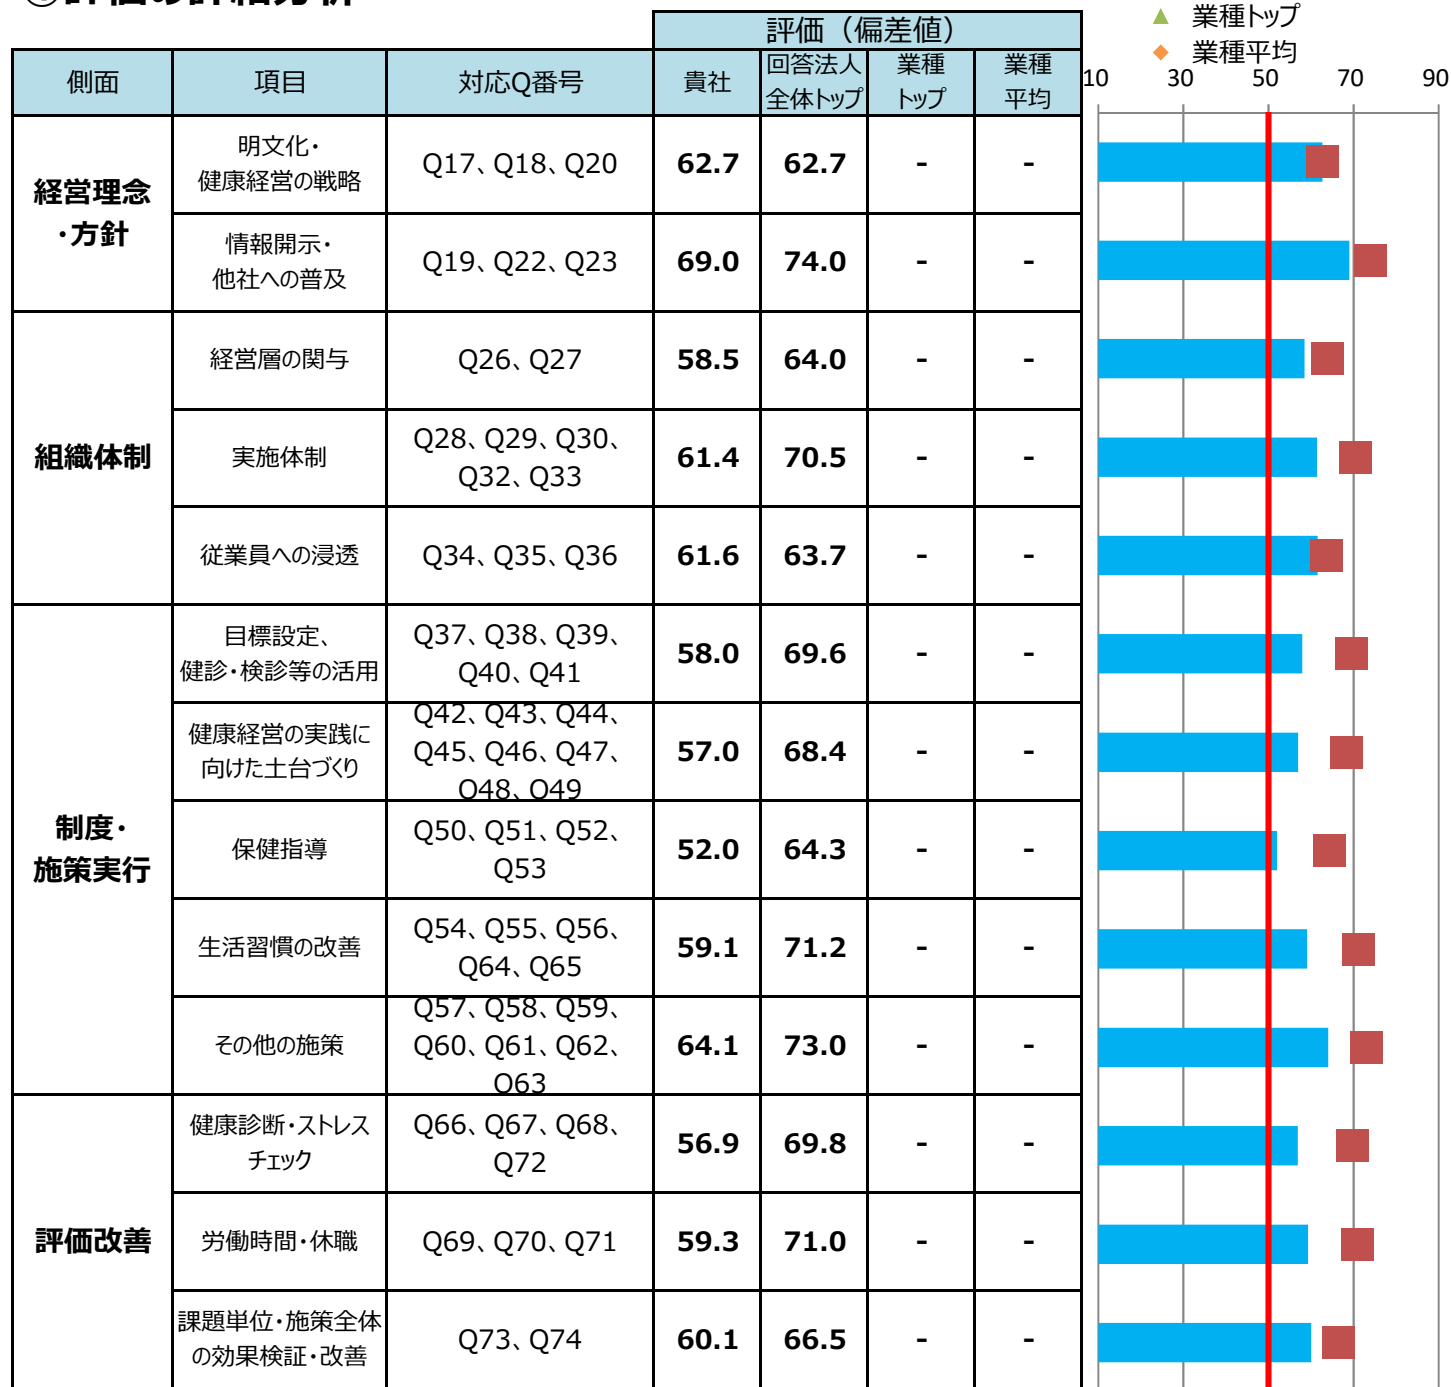 ①評価の詳細分析
▲ 業種トップ
◆ 業種平均
評価（偏差値）
側面 項目 対応Q番号 貴社 回答法人 業種 業種
全体トップ トップ 平均
10 30 50 70 90
経営理念
・方針
明文化・
健康経営の戦略
Q17、Q18、Q20 62.7 62.7 - -
情報開示・
他社への普及
Q19、Q22、Q23 69.0 74.0 - -
組織体制
経営層の関与 Q26、Q27 58.5 64.0 - -
実施体制
Q28、Q29、Q30、
Q32、Q33
61.4 70.5 - -
従業員への浸透 Q34、Q35、Q36 61.6 63.7 - -
制度・
施策実行
目標設定、
健診・検診等の活用
Q37、Q38、Q39、
Q40、Q41
58.0 69.6 - -
健康経営の実践に
向けた土台づくり
Q42、Q43、Q44、
Q45、Q46、Q47、
Q48、Q49
57.0 68.4 - -
保健指導
Q50、Q51、Q52、
Q53
52.0 64.3 - -
生活習慣の改善
Q54、Q55、Q56、
Q64、Q65
59.1 71.2 - -
その他の施策
Q57、Q58、Q59、
Q60、Q61、Q62、
Q63
64.1 73.0 - -
評価改善
健康診断・ストレス
チェック
Q66、Q67、Q68、
Q72
56.9 69.8 - -
労働時間・休職 Q69、Q70、Q71 59.3 71.0 - -
課題単位・施策全体
の効果検証・改善
Q73、Q74 60.1 66.5 - -